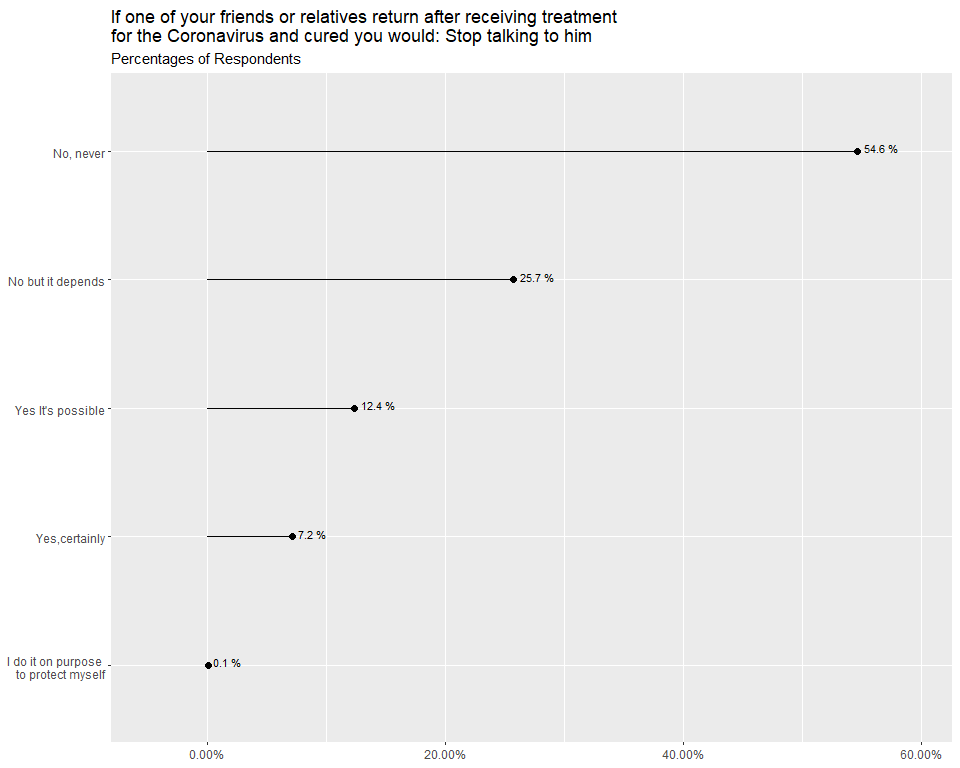 If one of your friends or relatives return after receiving treatment
for the Coronavirus and cured you would: Stop talking to him
Percentages of Respondents
No, never
54.6 %
No but it depends
25.7 %
Yes It's possible
12.4 %
Yes,certainly
7.2 %
I do it on purpose
to protect myself
0.1 %
0.00%
20.00%
40.00%
60.00%